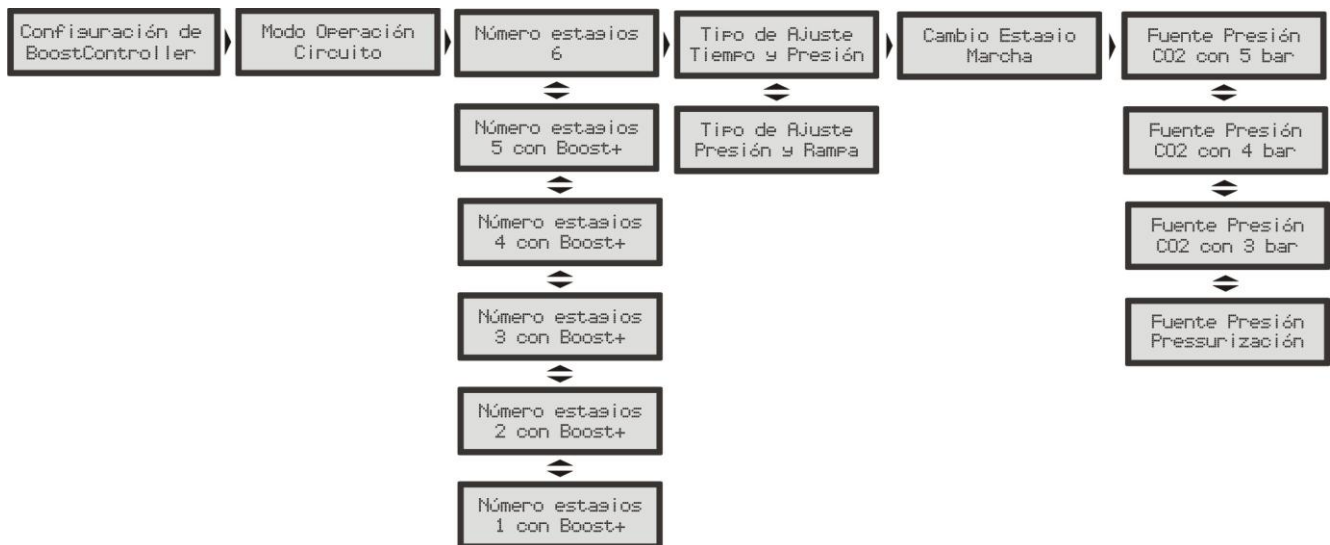 Configuración de
BoostController
Modo Operación
Circuito
Número estagios
6
Número estagios
5 con Boost+
Número estagios
4 con Boost+
Número estagios
3 con Boost+
Número estagios
2 con Boost+
Número estagios
1 con Boost+
Tipo de Ajuste
Tiempo y Presión
Tipo de Ajuste
Presión y Rampa
Cambio Estagio
Marcha
Fuente Presión
CO2 con 5 bar
Fuente Presión
CO2 con 4 bar
Fuente Presión
CO2 con 3 bar
Fuente Presión
Pressurización